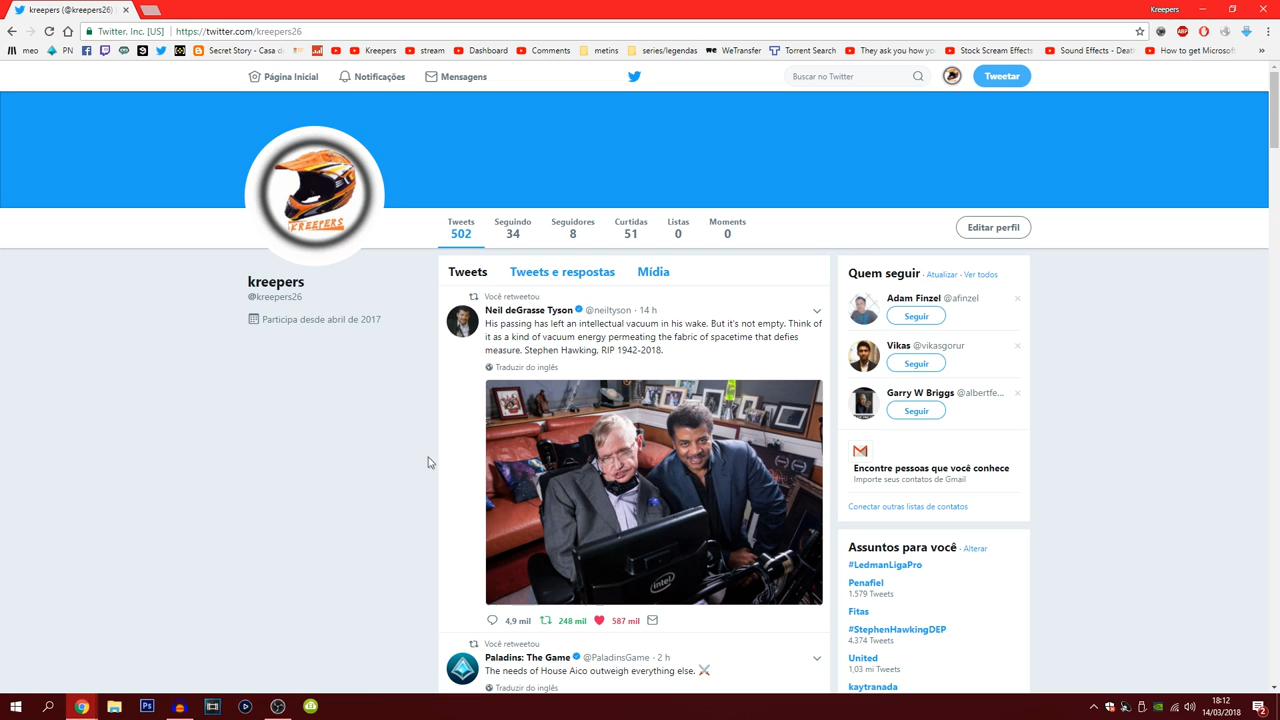 kreepers (@kreepers26) |
Kreepers
Twitter, Inc. [US] | https://twitter.com/kreepers26
meo PN Secret Story - Casa d Kreepers stream Dashboard Comments metins series/legendas WeTransfer Torrent Search They ask you how yo Stock Scream Effects Sound Effects - Deat How to get Microsof
Página Inicial Notificações Mensagens Buscar no Twitter Tweetar
KREEPERS
Tweets Seguindo Seguidores Curtidas Listas Moments
502 34 8 51 0 0
Editar perfil
kreepers
@kreepers26
Participa desde abril de 2017
Tweets Tweets e respostas Mídia
Você retweetou
Neil deGrasse Tyson @neiltyson · 14 h
His passing has left an intellectual vacuum in his wake. But it's not empty. Think of
it as a kind of vacuum energy permeating the fabric of spacetime that defies
measure. Stephen Hawking, RIP 1942-2018.
Traduzir do inglês
intel
4,9 mil 248 mil 587 mil
Você retweetou
Paladins: The Game @PaladinsGame · 2 h
The needs of House Aico outweigh everything else. ⚔
Traduzir do inglês
Quem seguir · Atualizar · Ver todos
Adam Finzel @afinzel
Seguir
Vikas @vikasgorur
Seguir
Garry W Briggs @albertfe...
Seguir
Encontre pessoas que você conhece
Importe seus contatos de Gmail
Conectar outras listas de contatos
Assuntos para você · Alterar
#LedmanLigaPro
Penafiel
1.579 Tweets
Fitas
#StephenHawkingDEP
4.374 Tweets
United
1,03 mi Tweets
kaytranada
Ps
18:12
14/03/2018
2